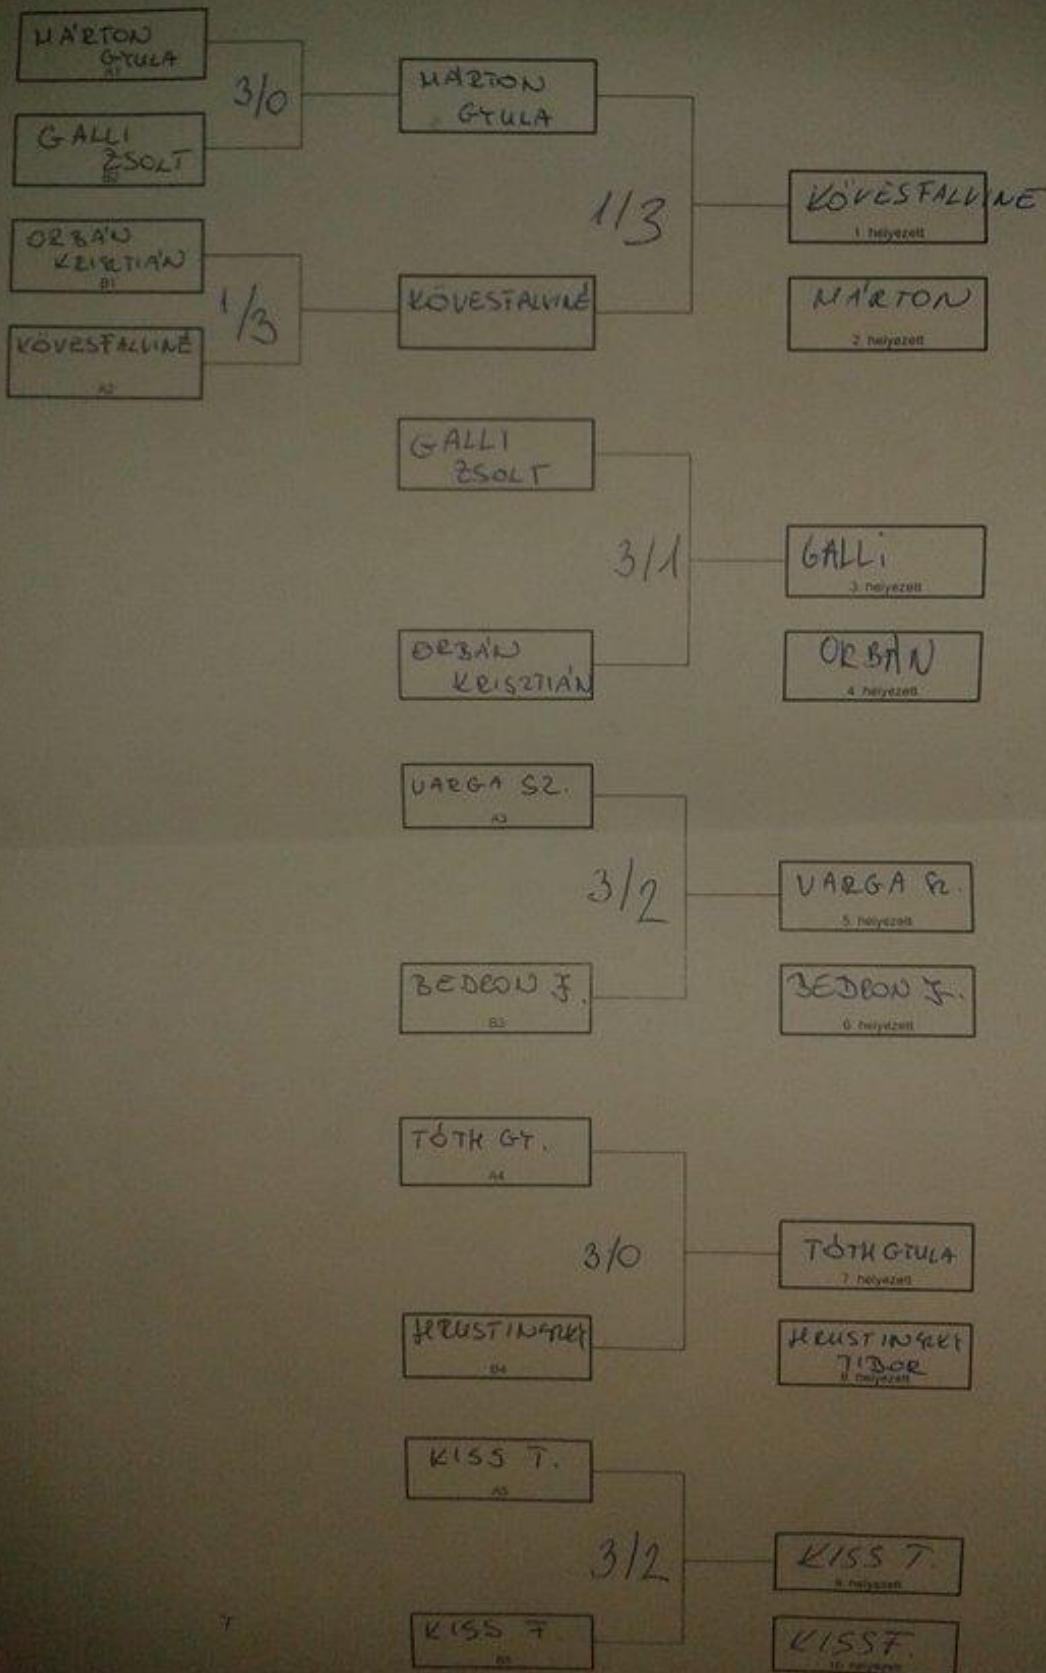 MÁRTON
GYULA
A1
3/0
GALLI
ZSOLT
B2
ORBÁN
KRISZTIÁN
B1
1/3
KÖVESFALVINÉ
A2
MÁRTON
GYULA
1/3
KÖVESFALVINÉ
KÖVESFALVINÉ
1. helyezett
MÁRTON
2. helyezett
GALLI
ZSOLT
3/1
ORBÁN
KRISZTIÁN
GALLi
3. helyezett
ORBÁN
4. helyezett
VARGA SZ.
A3
3/2
BEDRON J.
B3
VARGA SZ.
5. helyezett
BEDRON J.
6. helyezett
TÓTH GY.
A4
3/0
HRUSTINSZKY
B4
TÓTH GYULA
7. helyezett
HRUSTINSZKY
TIBOR
8. helyezett
KISS T.
A5
3/2
KISS F
B5
KISS T.
9. helyezett
KISS F.
10. helyezett